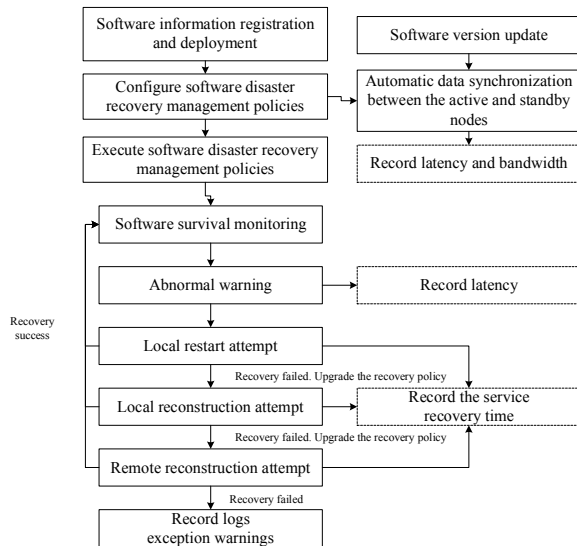 Software information registration
and deployment
Software version update
Configure software disaster
recovery management policies
Automatic data synchronization
between the active and standby
nodes
Execute software disaster recovery
management policies
Record latency and bandwidth
Software survival monitoring
Abnormal warning
Record latency
Recovery
success
Local restart attempt
Recovery failed. Upgrade the recovery policy
Local reconstruction attempt
Record the service
recovery time
Recovery failed. Upgrade the recovery policy
Remote reconstruction attempt
Recovery failed
Record logs
exception warnings